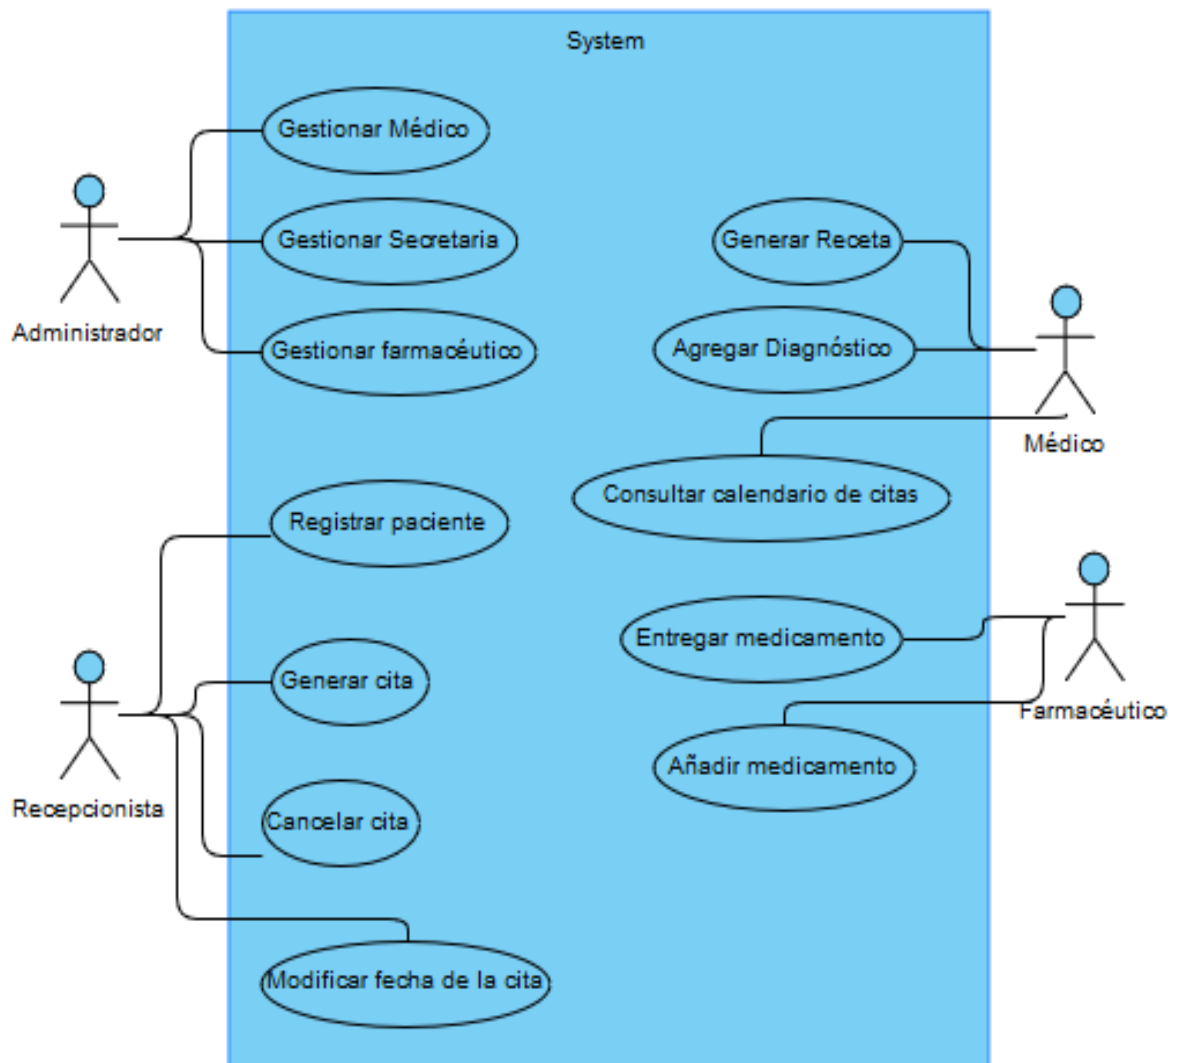 System
Gestionar Médico
Gestionar Secretaria
Generar Receta
Administrador
Gestionar farmacéutico
Agregar Diagnóstico
Médico
Consultar calendario de citas
Registrar paciente
Entregar medicamento
Generar cita
Farmacéutico
Añadir medicamento
Recepcionista
Cancelar cita
Modificar fecha de la cita